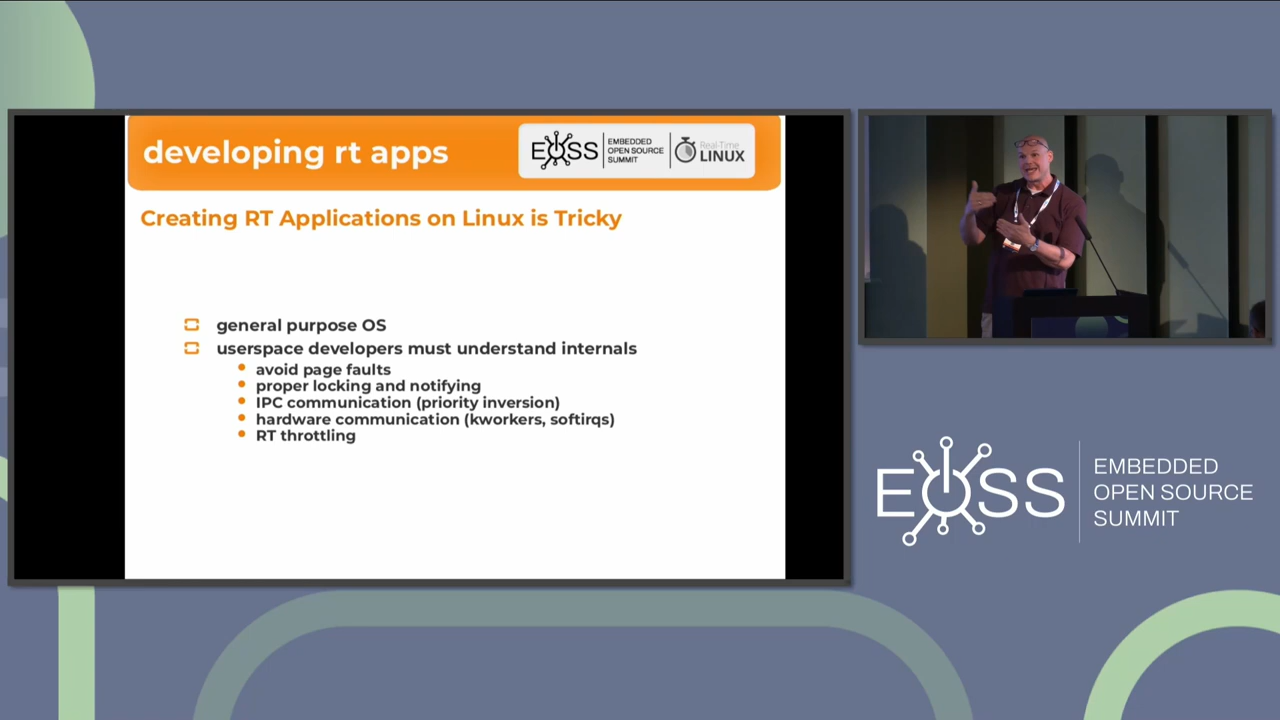 developing rt apps
EOSS
EMBEDDED
OPEN SOURCE
SUMMIT
Real-Time
LINUX
Creating RT Applications on Linux is Tricky
general purpose OS
userspace developers must understand internals
avoid page faults
proper locking and notifying
IPC communication (priority inversion)
hardware communication (kworkers, softirqs)
RT throttling
EOSS
EMBEDDED
OPEN SOURCE
SUMMIT